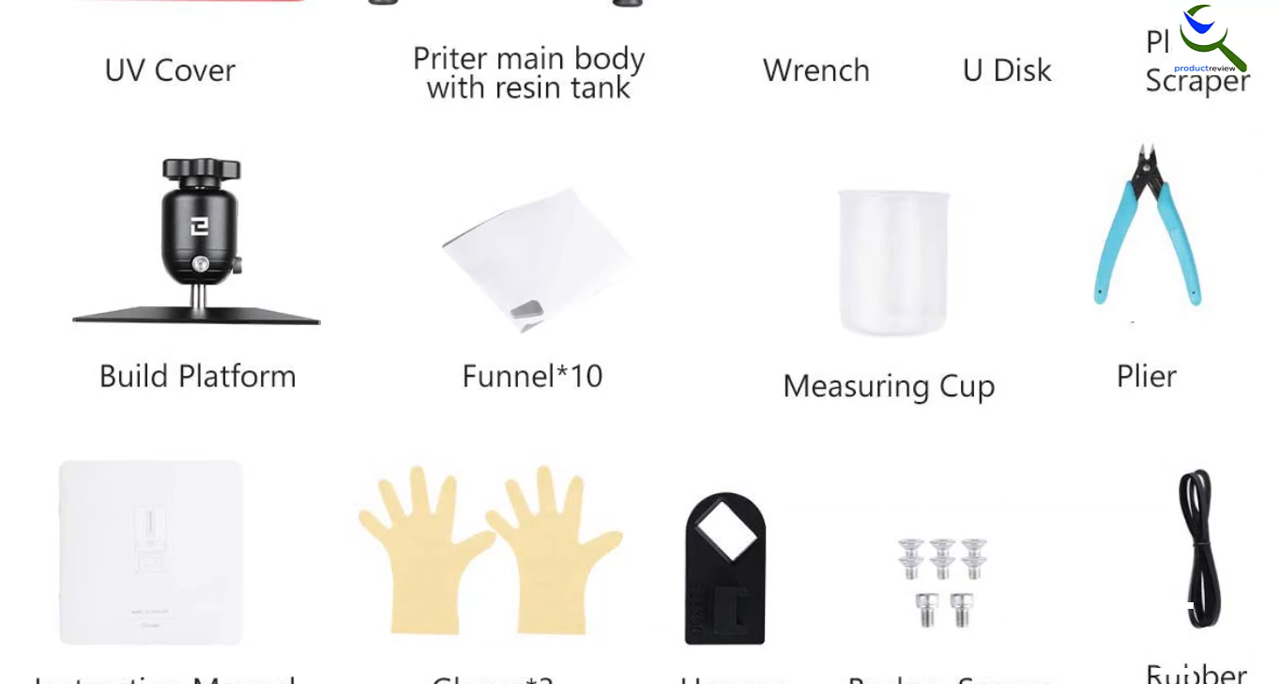 UV Cover
Priter main body
with resin tank
Wrench
U Disk
Scraper
productreview
Build Platform
Funnel*10
Measuring Cup
Plier
Rubber